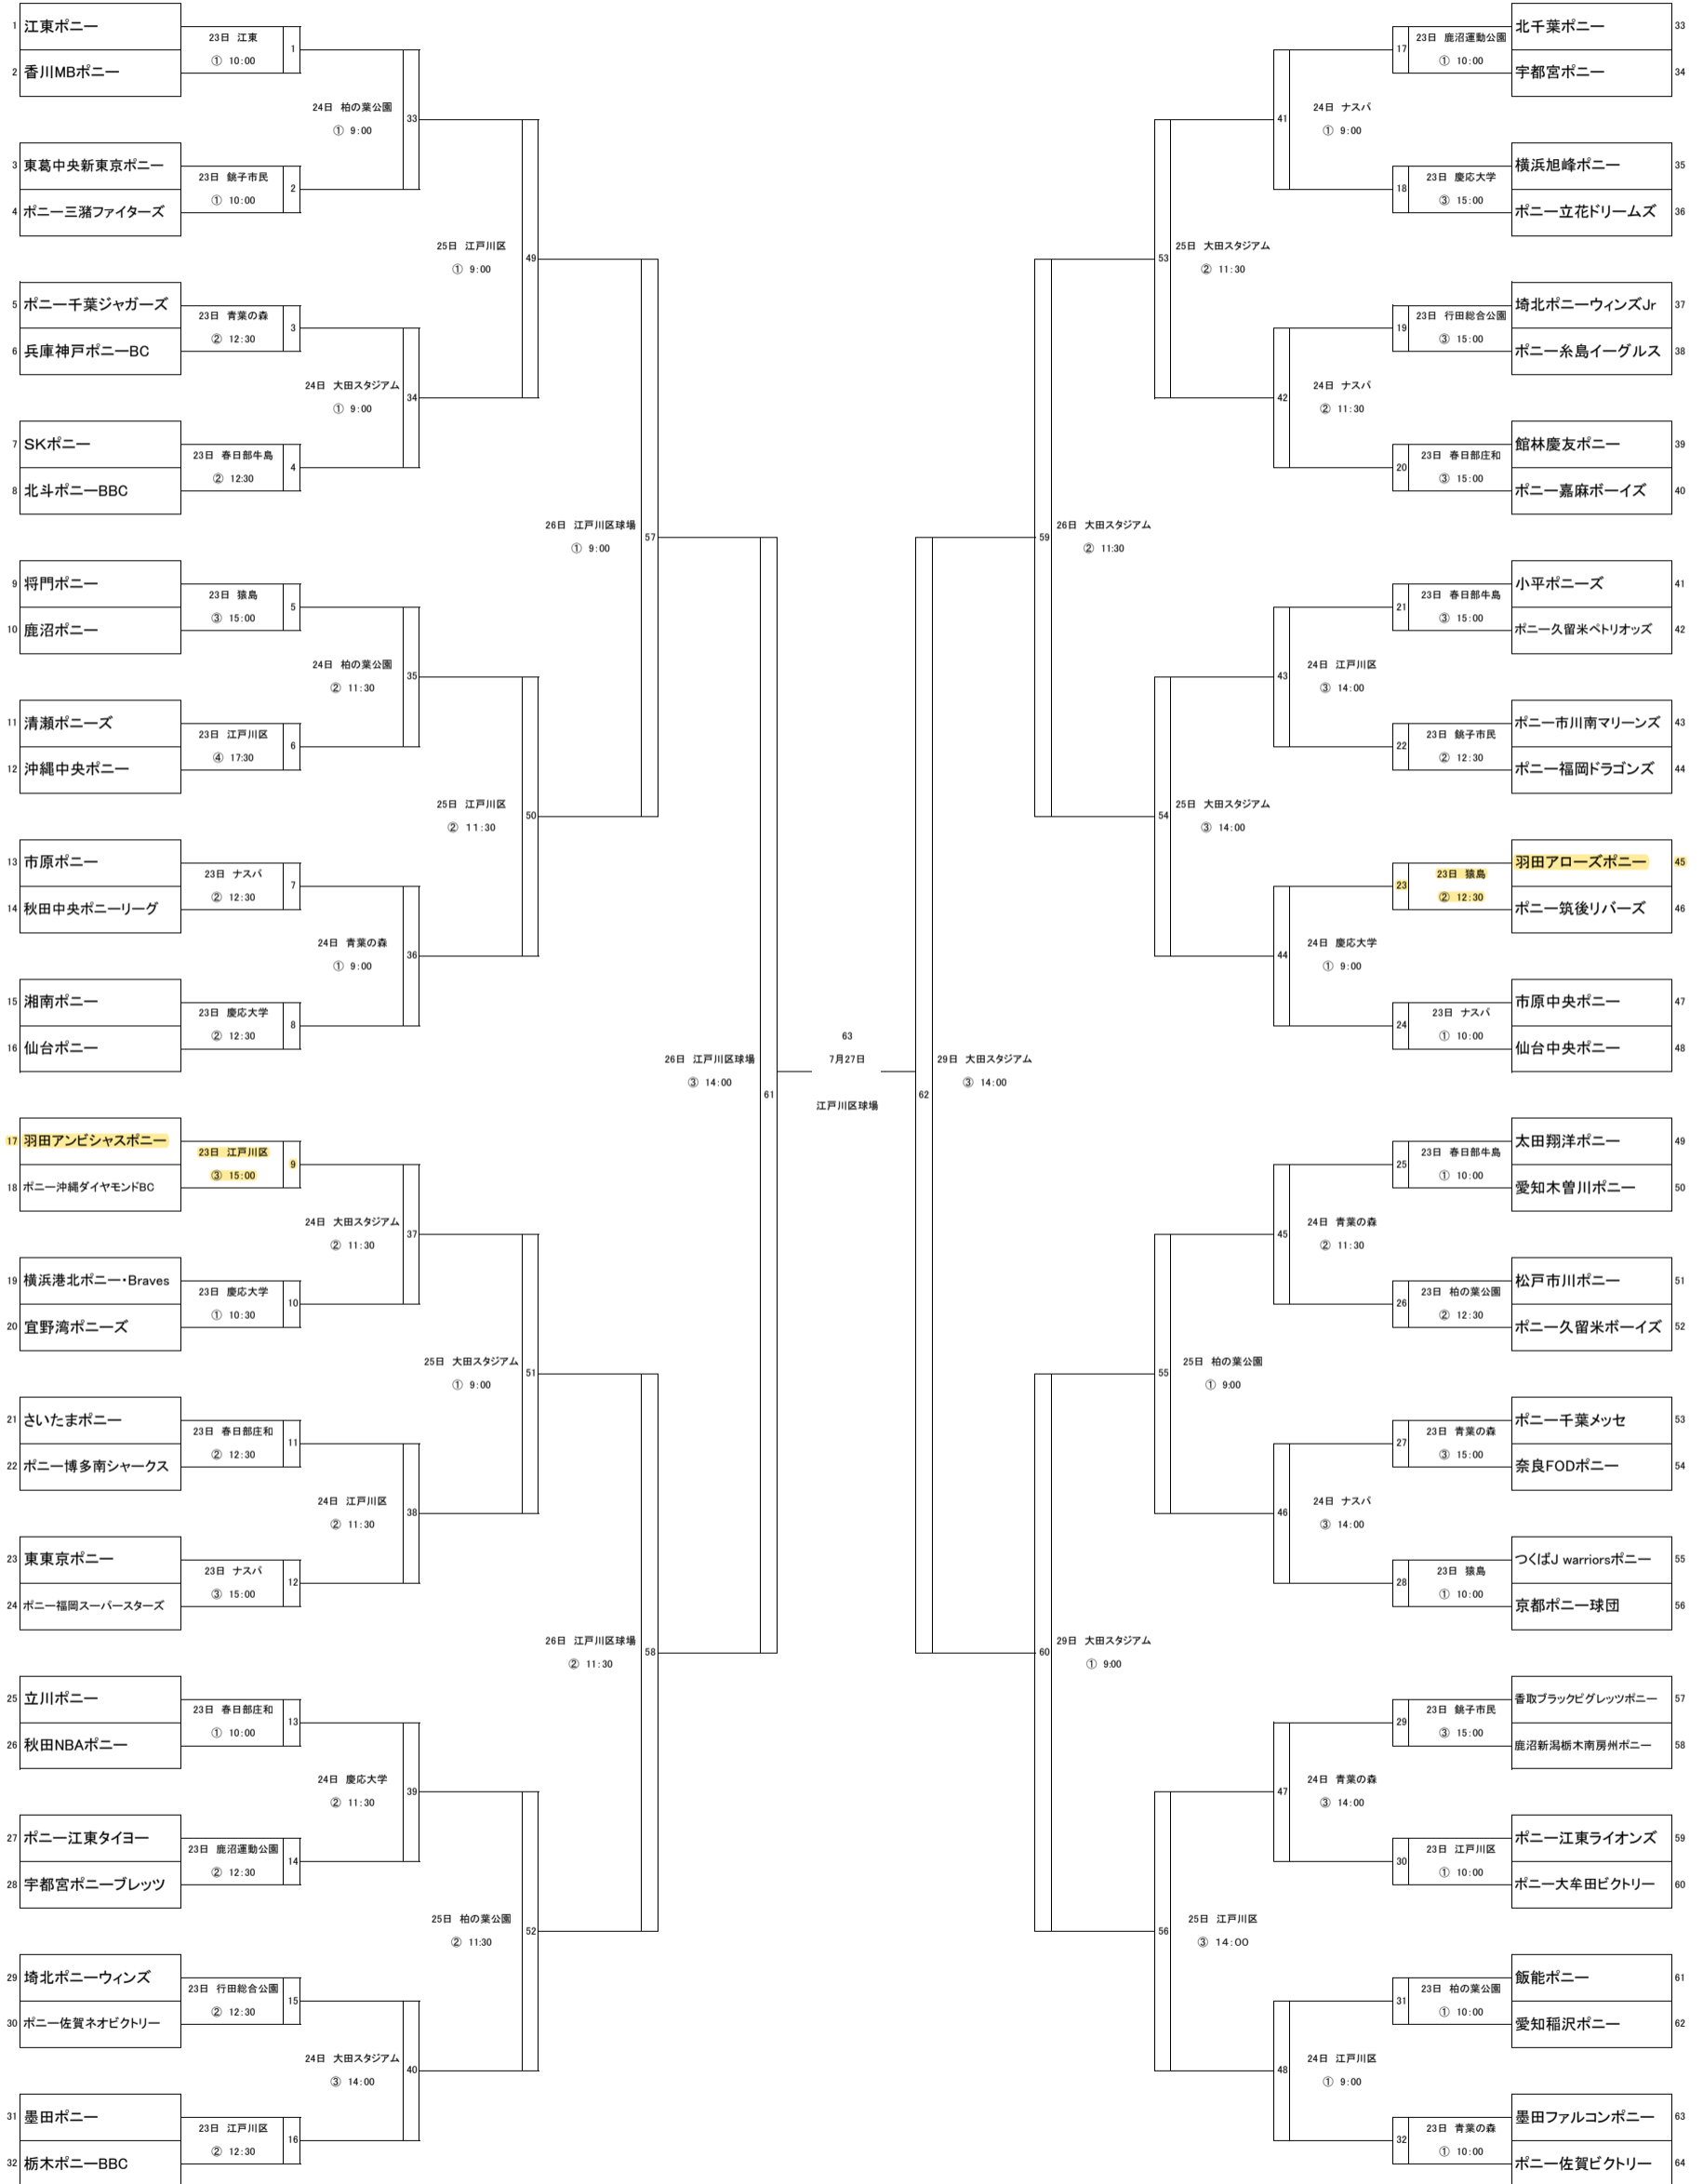 1 江東ポニー
23日 江東
① 10:00
1
2 香川MBポニー
24日 柏の葉公園
① 9:00
33
3 東葛中央新東京ポニー
23日 銚子市民
① 10:00
2
4 ポニー三潴ファイターズ
25日 江戸川区
① 9:00
49
5 ポニー千葉ジャガーズ
23日 青葉の森
② 12:30
3
6 兵庫神戸ポニーBC
24日 大田スタジアム
① 9:00
34
7 SKポニー
23日 春日部牛島
② 12:30
4
8 北斗ポニーBBC
26日 江戸川区球場
① 9:00
57
9 将門ポニー
23日 猿島
③ 15:00
5
10 鹿沼ポニー
24日 柏の葉公園
② 11:30
35
11 清瀬ポニーズ
23日 江戸川区
④ 17:30
6
12 沖縄中央ポニー
25日 江戸川区
② 11:30
50
13 市原ポニー
23日 ナスパ
② 12:30
7
14 秋田中央ポニーリーグ
24日 青葉の森
① 9:00
36
15 湘南ポニー
23日 慶応大学
② 12:30
8
16 仙台ポニー
26日 江戸川区球場
③ 14:00
61
17 羽田アンビシャスポニー
23日 江戸川区
③ 15:00
9
18 ポニー沖縄ダイヤモンドBC
24日 大田スタジアム
② 11:30
37
19 横浜港北ポニー・Braves
23日 慶応大学
① 10:30
10
20 宜野湾ポニーズ
25日 大田スタジアム
① 9:00
51
21 さいたまポニー
23日 春日部庄和
② 12:30
11
22 ポニー博多南シャークス
24日 江戸川区
② 11:30
38
23 東東京ポニー
23日 ナスパ
③ 15:00
12
24 ポニー福岡スーパースターズ
26日 江戸川区球場
② 11:30
58
25 立川ポニー
23日 春日部庄和
① 10:00
13
26 秋田NBAポニー
24日 慶応大学
② 11:30
39
27 ポニー江東タイヨー
23日 鹿沼運動公園
② 12:30
14
28 宇都宮ポニーブレッツ
25日 柏の葉公園
② 11:30
52
29 埼北ポニーウィンズ
23日 行田総合公園
② 12:30
15
30 ポニー佐賀ネオビクトリー
24日 大田スタジアム
③ 14:00
40
31 墨田ポニー
23日 江戸川区
② 12:30
16
32 栃木ポニーBBC
63
7月27日
江戸川区球場
北千葉ポニー 33
17
23日 鹿沼運動公園
① 10:00
宇都宮ポニー 34
41
24日 ナスパ
① 9:00
横浜旭峰ポニー 35
18
23日 慶応大学
③ 15:00
ポニー立花ドリームズ 36
53
25日 大田スタジアム
② 11:30
埼北ポニーウィンズJr 37
19
23日 行田総合公園
③ 15:00
ポニー糸島イーグルス 38
42
24日 ナスパ
② 11:30
館林慶友ポニー 39
20
23日 春日部庄和
③ 15:00
ポニー嘉麻ボーイズ 40
59
26日 大田スタジアム
② 11:30
小平ポニーズ 41
21
23日 春日部牛島
③ 15:00
ポニー久留米ペトリオッズ 42
43
24日 江戸川区
③ 14:00
ポニー市川南マリーンズ 43
22
23日 銚子市民
② 12:30
ポニー福岡ドラゴンズ 44
54
25日 大田スタジアム
③ 14:00
羽田アローズポニー 45
23
23日 猿島
② 12:30
ポニー筑後リバーズ 46
44
24日 慶応大学
① 9:00
市原中央ポニー 47
24
23日 ナスパ
① 10:00
仙台中央ポニー 48
62
29日 大田スタジアム
③ 14:00
太田翔洋ポニー 49
25
23日 春日部牛島
① 10:00
愛知木曽川ポニー 50
45
24日 青葉の森
② 11:30
松戸市川ポニー 51
26
23日 柏の葉公園
② 12:30
ポニー久留米ボーイズ 52
55
25日 柏の葉公園
① 9:00
ポニー千葉メッセ 53
27
23日 青葉の森
③ 15:00
奈良FODポニー 54
46
24日 ナスパ
③ 14:00
つくばJ warriorsポニー 55
28
23日 猿島
① 10:00
京都ポニー球団 56
60
29日 大田スタジアム
① 9:00
香取ブラックピグレッツポニー 57
29
23日 銚子市民
③ 15:00
鹿沼新潟栃木南房州ポニー 58
47
24日 青葉の森
③ 14:00
ポニー江東ライオンズ 59
30
23日 江戸川区
① 10:00
ポニー大牟田ビクトリー 60
56
25日 江戸川区
③ 14:00
飯能ポニー 61
31
23日 柏の葉公園
① 10:00
愛知稲沢ポニー 62
48
24日 江戸川区
① 9:00
墨田ファルコンポニー 63
32
23日 青葉の森
① 10:00
ポニー佐賀ビクトリー 64